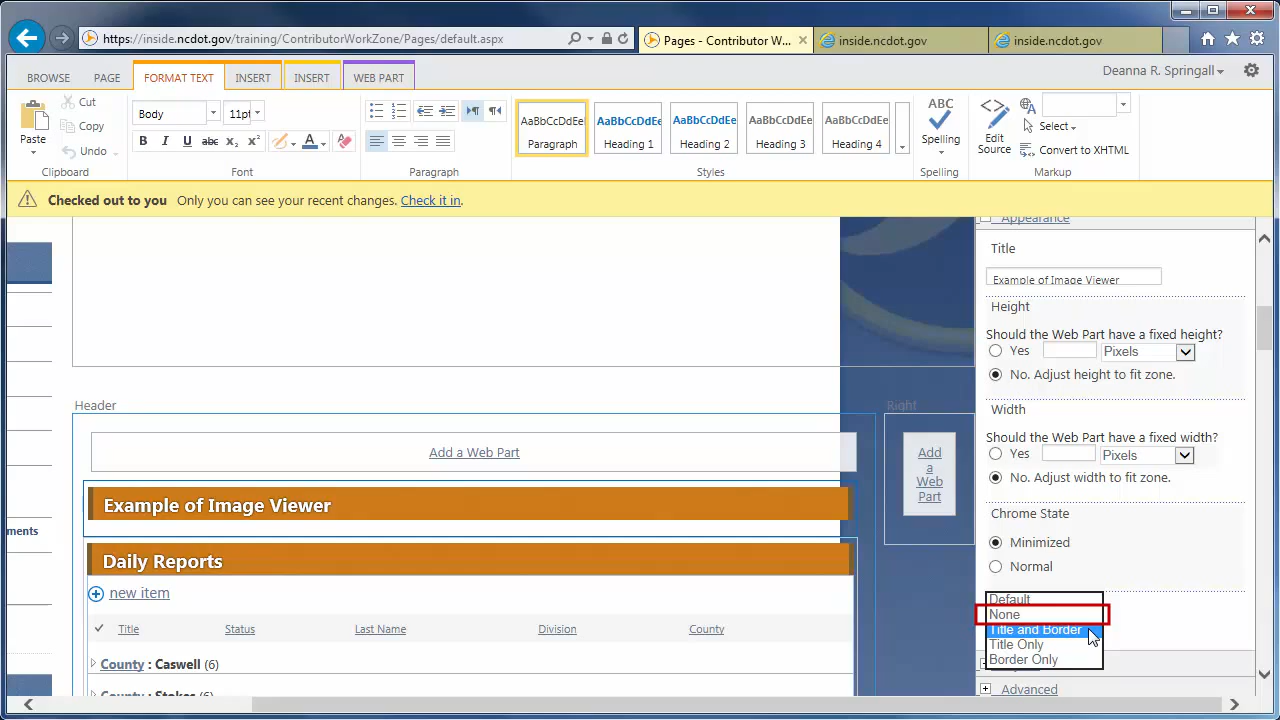 https://inside.ncdot.gov/training/ContributorWorkZone/Pages/default.aspx
Pages - Contributor W...
inside.ncdot.gov
inside.ncdot.gov
BROWSE
PAGE
FORMAT TEXT
INSERT
INSERT
WEB PART
Deanna R. Springall
Paste
Cut
Copy
Undo
Clipboard
Body
11pt
B I U abc x₂ x²
A
Font
Paragraph
AaBbCcDdEe
Paragraph
AaBbCcDdEe
Heading 1
AaBbCcDdEe
Heading 2
AaBbCcDdEe
Heading 3
AaBbCcDdEe
Heading 4
Styles
ABC
Spelling
Spelling
Edit
Source
Select
Convert to XHTML
Markup
Checked out to you Only you can see your recent changes. Check it in.
ments
Header
Add a Web Part
Example of Image Viewer
Daily Reports
new item
Title
Status
Last Name
Division
County
County : Caswell (6)
County : Stokes (6)
Right
Add
a
Web
Part
Appearance
Title
Example of Image Viewer
Height
Should the Web Part have a fixed height?
Yes
Pixels
No. Adjust height to fit zone.
Width
Should the Web Part have a fixed width?
Yes
Pixels
No. Adjust width to fit zone.
Chrome State
Minimized
Normal
Default
None
Title and Border
Title Only
Border Only
Advanced